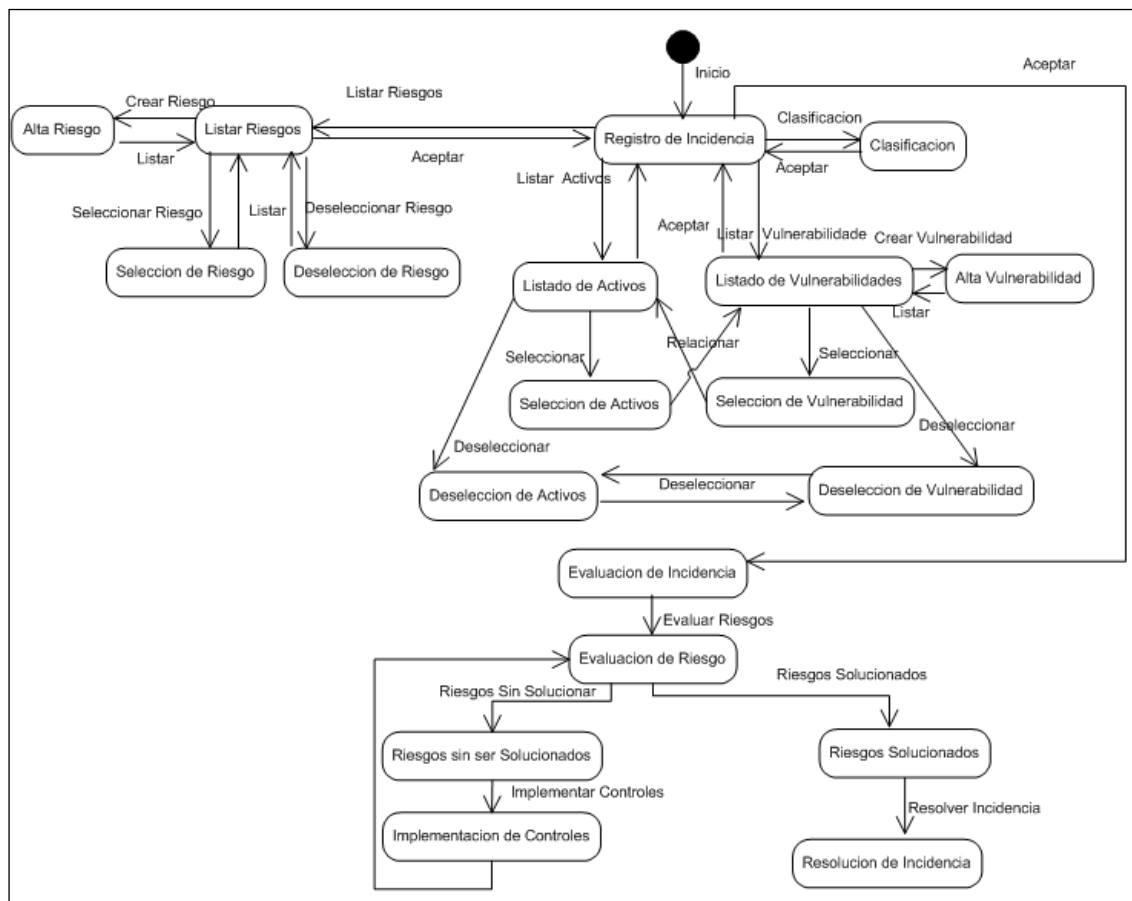 Aceptar
Inicio
Listar Riesgos
Crear Riesgo
Clasificacion
Alta Riesgo
Listar Riesgos
Registro de Incidencia
Clasificacion
Listar
Aceptar
Aceptar
Listar Activos
Seleccionar Riesgo
Listar
Deseleccionar Riesgo
Aceptar
Listar Vulnerabilidade
Crear Vulnerabilidad
Seleccion de Riesgo
Deseleccion de Riesgo
Listado de Activos
Listado de Vulnerabilidades
Alta Vulnerabilidad
Listar
Relacionar
Seleccionar
Seleccionar
Seleccion de Activos
Seleccion de Vulnerabilidad
Deseleccionar
Deseleccionar
Deseleccionar
Deseleccion de Activos
Deseleccion de Vulnerabilidad
Evaluacion de Incidencia
Evaluar Riesgos
Evaluacion de Riesgo
Riesgos Solucionados
Riesgos Sin Solucionar
Riesgos sin ser Solucionados
Riesgos Solucionados
Implementar Controles
Resolver Incidencia
Implementacion de Controles
Resolucion de Incidencia